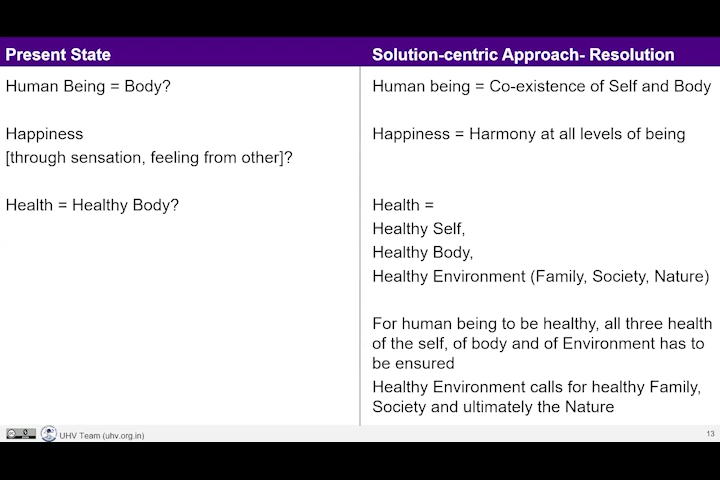 Present State
Solution-centric Approach- Resolution
Human Being = Body?
Happiness
[through sensation, feeling from other]?
Health = Healthy Body?
Human being = Co-existence of Self and Body
Happiness = Harmony at all levels of being
Health =
Healthy Self,
Healthy Body,
Healthy Environment (Family, Society, Nature)
For human being to be healthy, all three health
of the self, of body and of Environment has to
be ensured
Healthy Environment calls for healthy Family,
Society and ultimately the Nature
UHV Team (uhv.org.in)
13